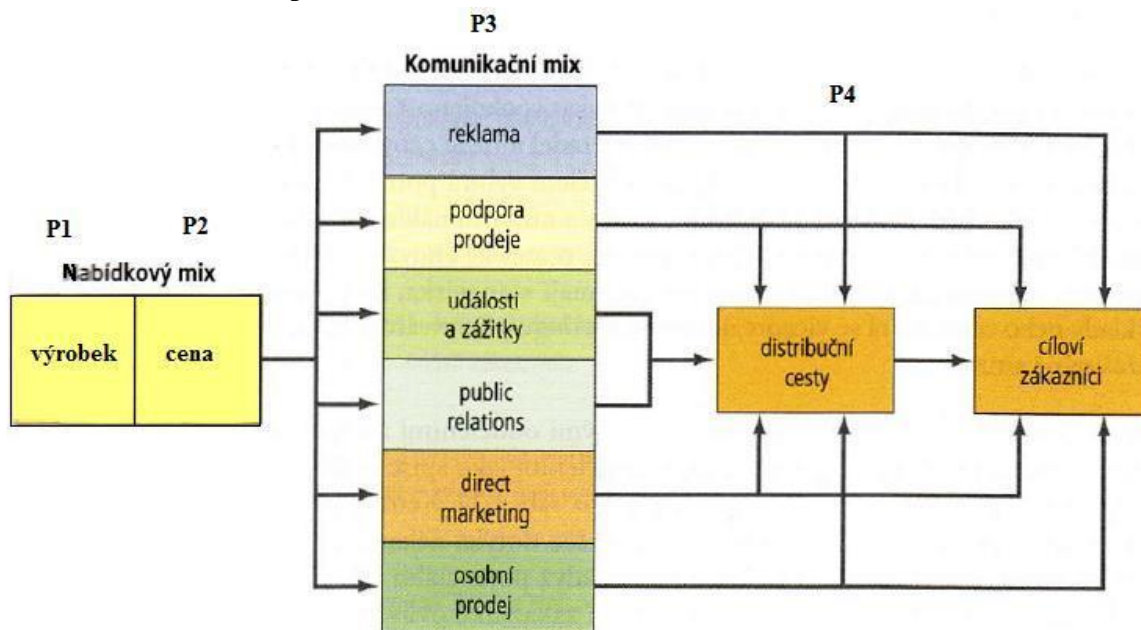 P3
Komunikační mix
P4
reklama
podpora
prodeje
P1
P2
Nabídkový mix
události
a zážitky
výrobek
cena
distribuční
cesty
cíloví
zákazníci
public
relations
direct
marketing
osobní
prodej